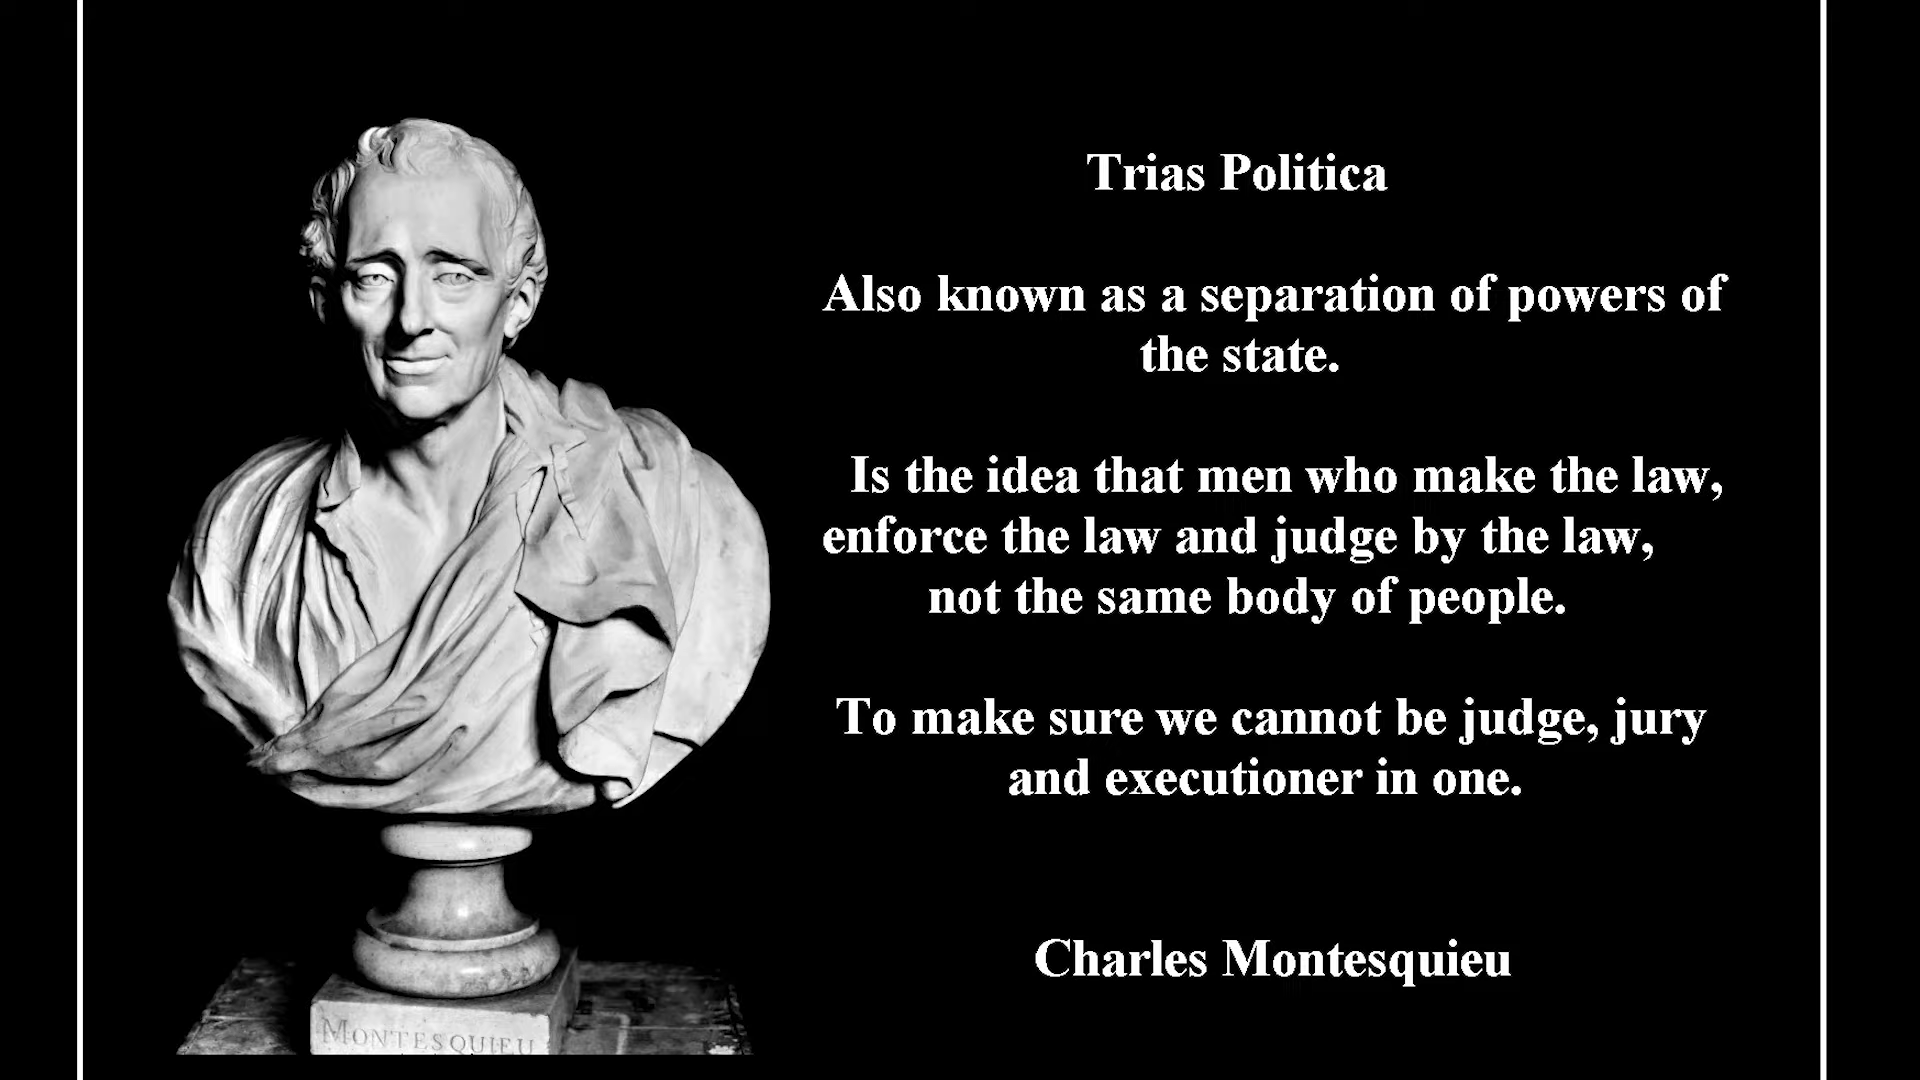 Trias Politica
Also known as a separation of powers of
the state.
Is the idea that men who make the law,
enforce the law and judge by the law,
not the same body of people.
To make sure we cannot be judge, jury
and executioner in one.
Charles Montesquieu
MONTESQUIEU